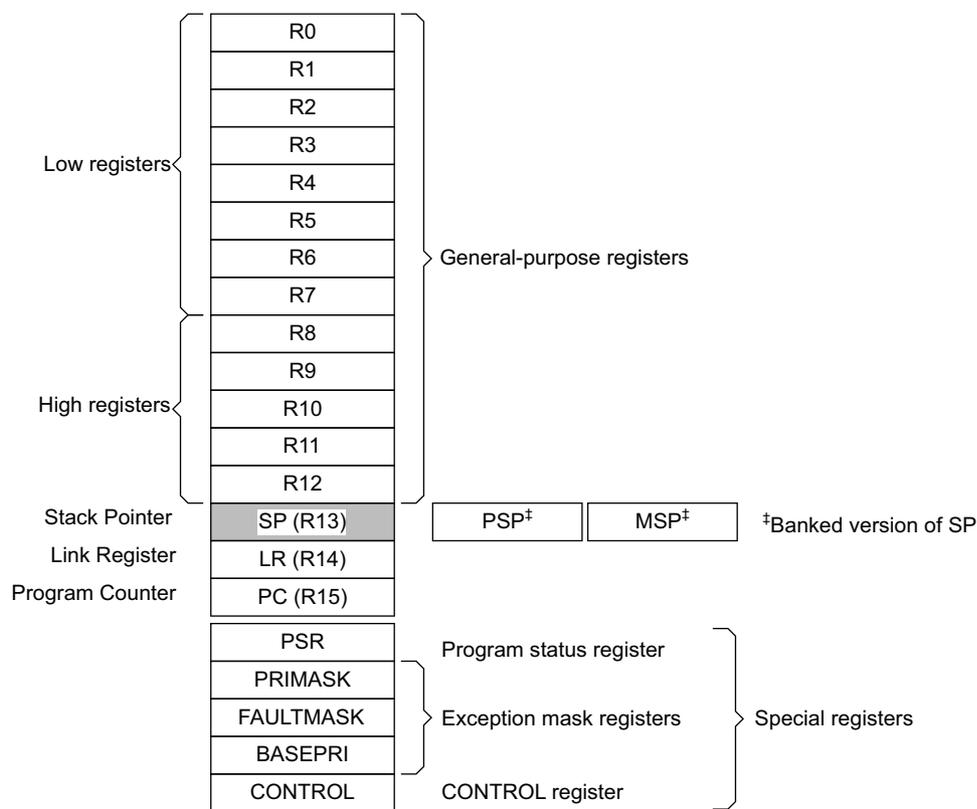 R0
R1
R2
R3
Low registers
R4
R5
R6
General-purpose registers
R7
R8
R9
High registers
R10
R11
R12
Stack Pointer SP (R13) PSP‡ MSP‡ ‡Banked version of SP
Link Register LR (R14)
Program Counter PC (R15)
PSR Program status register
PRIMASK
FAULTMASK Exception mask registers Special registers
BASEPRI
CONTROL CONTROL register